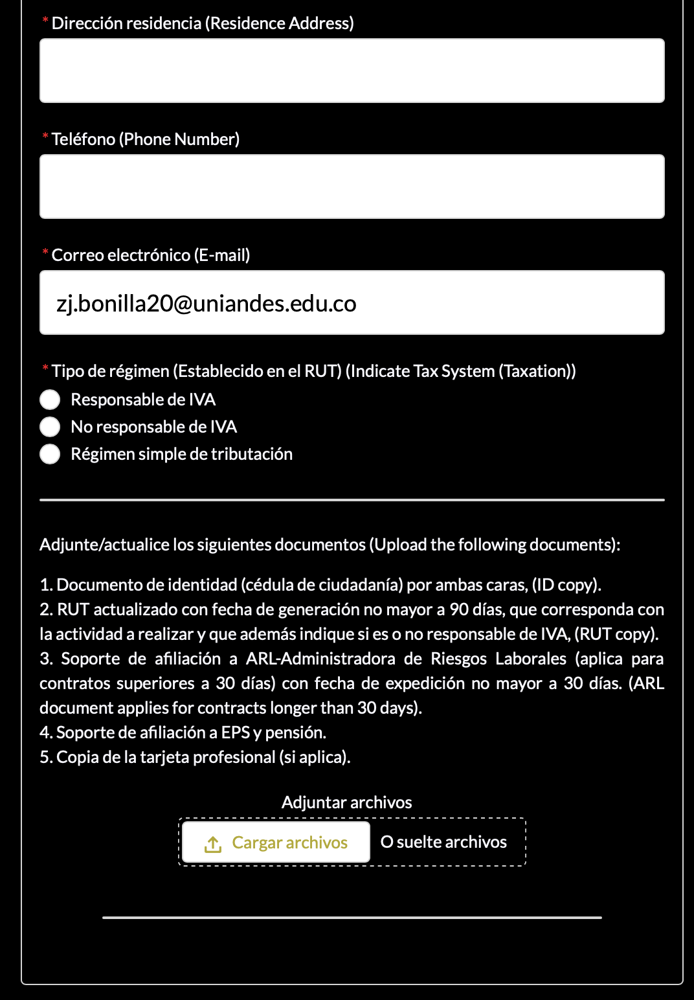 * Dirección residencia (Residence Address)
* Teléfono (Phone Number)
* Correo electrónico (E-mail)
zj.bonilla20@uniandes.edu.co
* Tipo de régimen (Establecido en el RUT) (Indicate Tax System (Taxation))
Responsable de IVA
No responsable de IVA
Régimen simple de tributación
Adjunte/actualice los siguientes documentos (Upload the following documents):
1. Documento de identidad (cédula de ciudadanía) por ambas caras, (ID copy).
2. RUT actualizado con fecha de generación no mayor a 90 días, que corresponda con
la actividad a realizar y que además indique si es o no responsable de IVA, (RUT copy).
3. Soporte de afiliación a ARL-Administradora de Riesgos Laborales (aplica para
contratos superiores a 30 días) con fecha de expedición no mayor a 30 días. (ARL
document applies for contracts longer than 30 days).
4. Soporte de afiliación a EPS y pensión.
5. Copia de la tarjeta profesional (si aplica).
Adjuntar archivos
Cargar archivos O suelte archivos